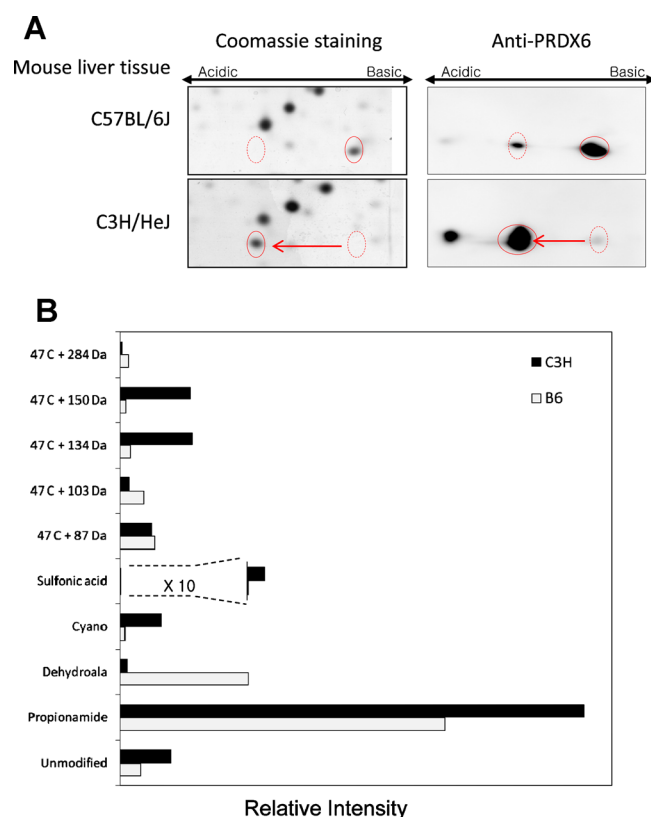 A
Coomassie staining
Anti-PRDX6
Mouse liver tissue
Acidic
Basic
Acidic
Basic
C57BL/6J
C3H/HeJ
B
47 C + 284 Da
47 C + 150 Da
47 C + 134 Da
47 C + 103 Da
47 C + 87 Da
Sulfonic acid
Cyano
Dehydroala
Propionamide
Unmodified
C3H
B6
X 10
Relative Intensity